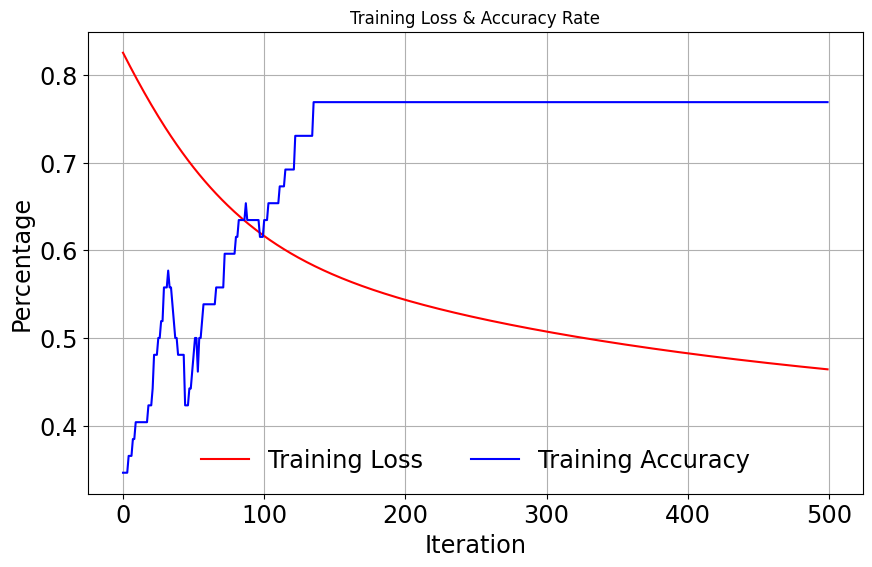 Training Loss & Accuracy Rate
0.8
0.7
0.6
0.5
0.4
Percentage
Training Loss Training Accuracy
0 100 200 300 400 500
Iteration